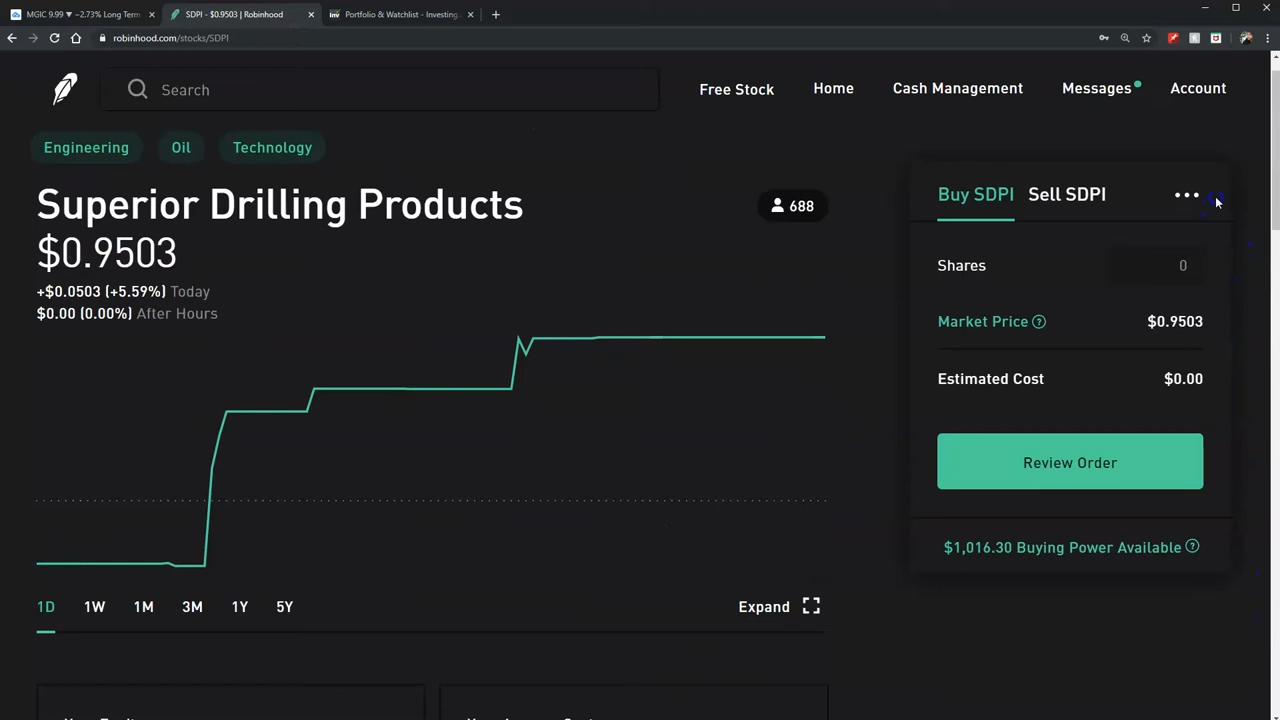 MGIC 9.99 ▼ −2.73% Long Term
SDPI - $0.9503 | Robinhood
Portfolio & Watchlist - Investing.
robinhood.com/stocks/SDPI
Search
Free Stock
Home
Cash Management
Messages
Account
Engineering
Oil
Technology
Superior Drilling Products
688
$0.9503
+$0.0503 (+5.59%) Today
$0.00 (0.00%) After Hours
Buy SDPI
Sell SDPI
Shares
0
Market Price ?
$0.9503
Estimated Cost
$0.00
Review Order
$1,016.30 Buying Power Available ?
1D
1W
1M
3M
1Y
5Y
Expand